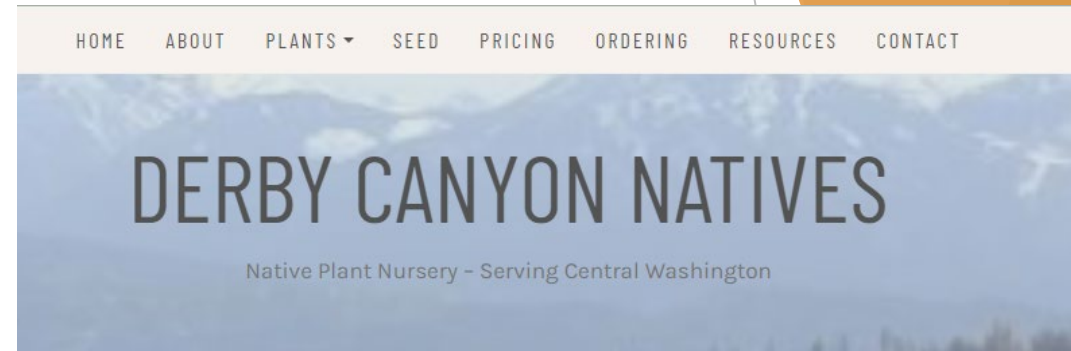 HOME ABOUT PLANTS SEED PRICING ORDERING RESOURCES CONTACT
DERBY CANYON NATIVES
Native Plant Nursery – Serving Central Washington